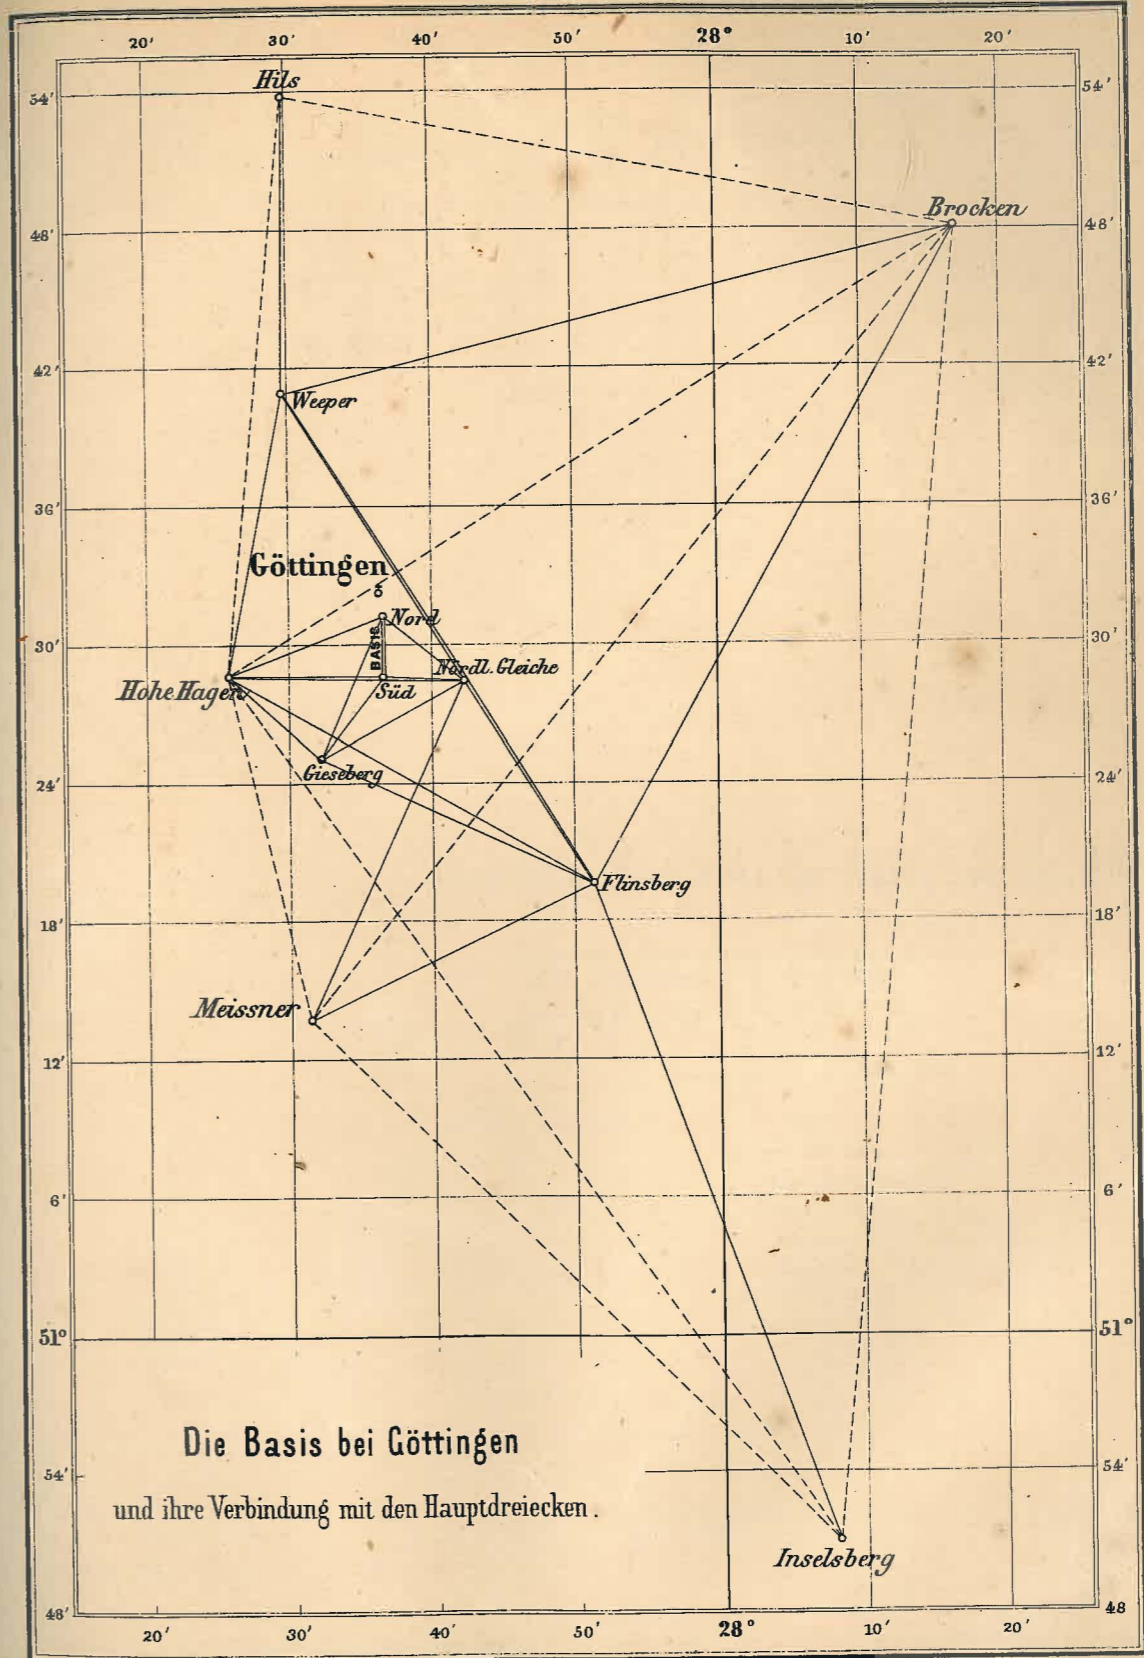 20′ 30′ 40′ 50′ 28° 10′ 20′
Hils
54′ 54′
Brocken
48′ 48′
42′ 42′
Weeper
36′ 36′
Göttingen
Nord
BASIS
30′ 30′
Nördl. Gleiche
Hohe Hagen
Süd
Gieseberg
24′ 24′
Flinsberg
18′ 18′
Meissner
12′ 12′
6′ 6′
51° 51°
Die Basis bei Göttingen
54′ 54′
und ihre Verbindung mit den Hauptdreiecken.
Inselsberg
48′ 48
20′ 30′ 40′ 50′ 28° 10′ 20′